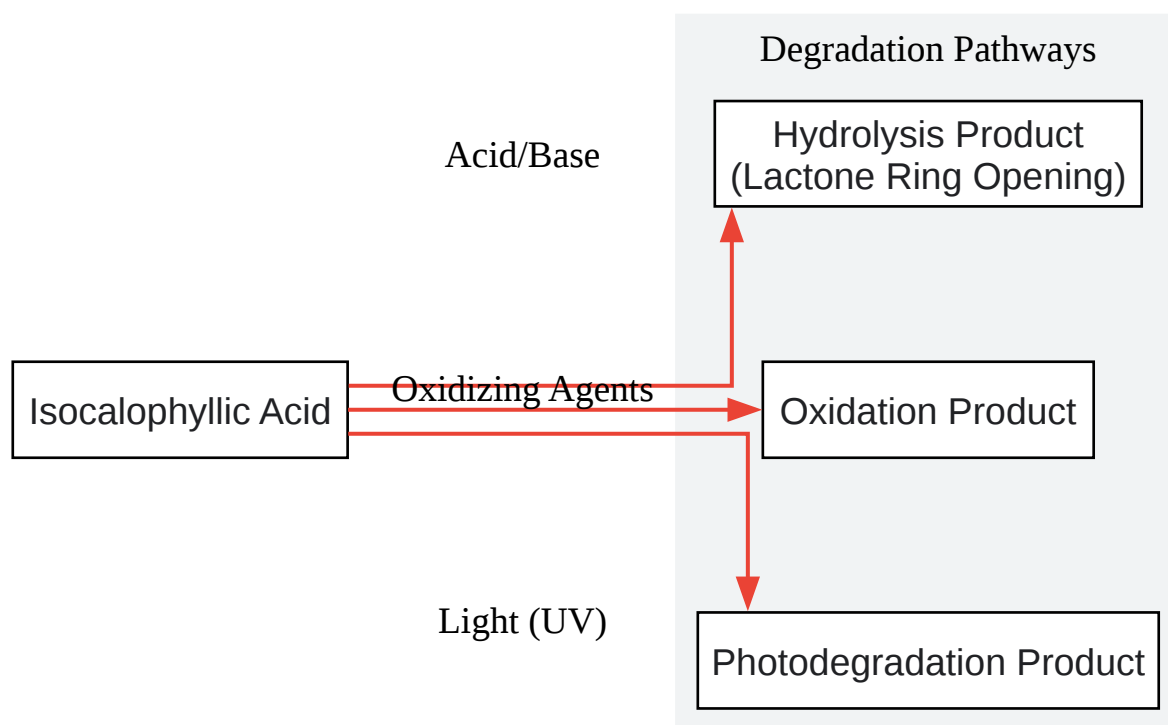 Degradation Pathways
Acid/Base
Hydrolysis Product
(Lactone Ring Opening)
Isocalophyllic Acid
Oxidizing Agents
Oxidation Product
Light (UV)
Photodegradation Product